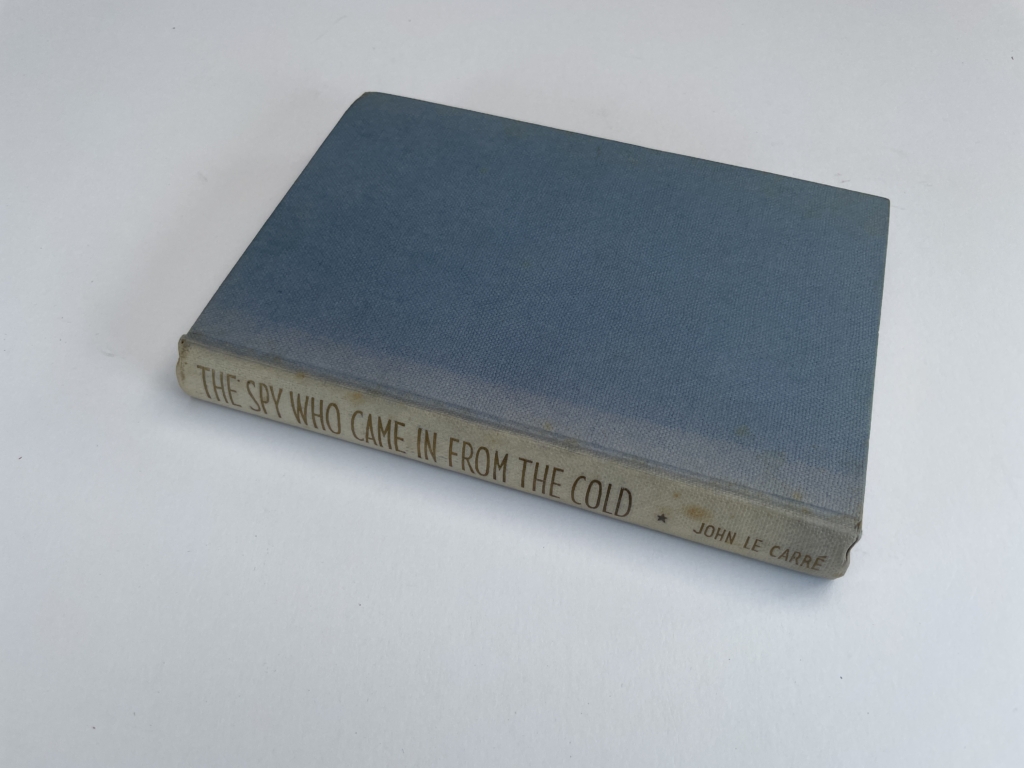 THE SPY WHO CAME IN FROM THE COLD ★ JOHN LE CARRÉ